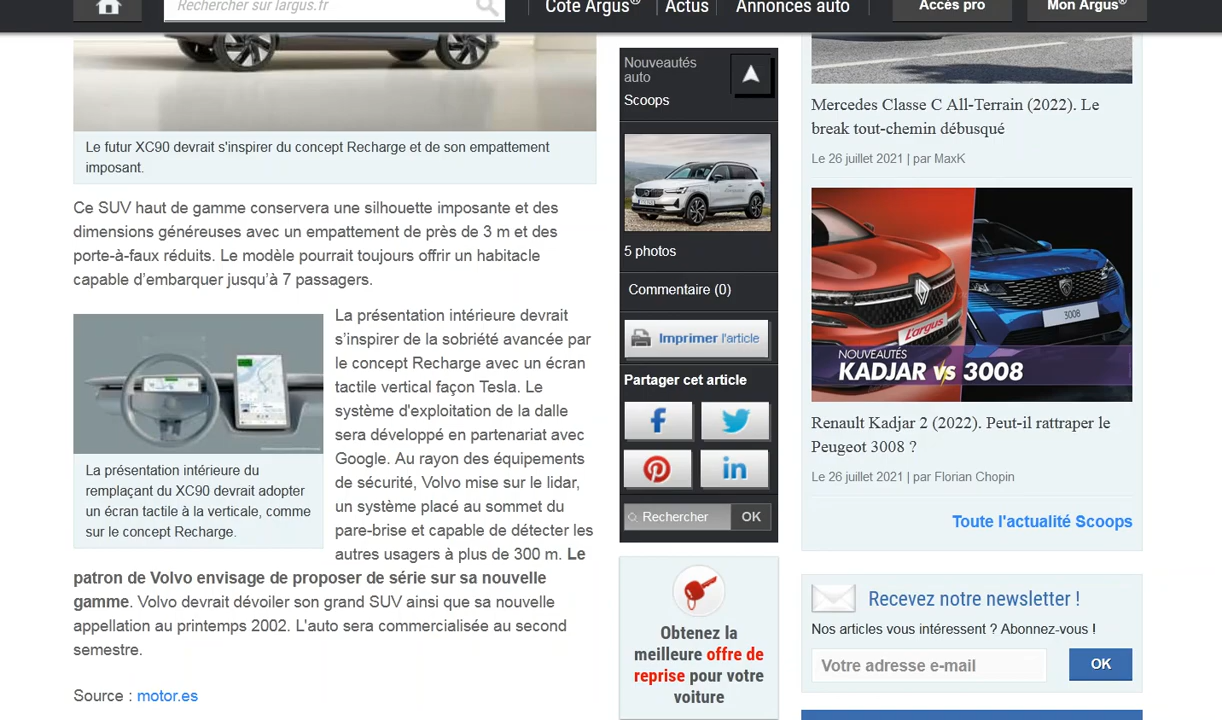 Rechercher sur largus.fr
Cote Argus®
Actus
Annonces auto
Accès pro
Mon Argus®
Le futur XC90 devrait s'inspirer du concept Recharge et de son empattement
imposant.
Ce SUV haut de gamme conservera une silhouette imposante et des
dimensions généreuses avec un empattement de près de 3 m et des
porte-à-faux réduits. Le modèle pourrait toujours offrir un habitacle
capable d’embarquer jusqu’à 7 passagers.
La présentation intérieure du
remplaçant du XC90 devrait adopter
un écran tactile à la verticale, comme
sur le concept Recharge.
La présentation intérieure devrait
s’inspirer de la sobriété avancée par
le concept Recharge avec un écran
tactile vertical façon Tesla. Le
système d'exploitation de la dalle
sera développé en partenariat avec
Google. Au rayon des équipements
de sécurité, Volvo mise sur le lidar,
un système placé au sommet du
pare-brise et capable de détecter les
autres usagers à plus de 300 m. Le
patron de Volvo envisage de proposer de série sur sa nouvelle
gamme. Volvo devrait dévoiler son grand SUV ainsi que sa nouvelle
appellation au printemps 2002. L'auto sera commercialisée au second
semestre.
Source : motor.es
Nouveautés
auto
Scoops
5 photos
Commentaire (0)
Imprimer l'article
Partager cet article
Rechercher
OK
Obtenez la
meilleure offre de
reprise pour votre
voiture
Mercedes Classe C All-Terrain (2022). Le
break tout-chemin débusqué
Le 26 juillet 2021 | par MaxK
L'argus
3008
NOUVEAUTÉS
KADJAR vs 3008
Renault Kadjar 2 (2022). Peut-il rattraper le
Peugeot 3008 ?
Le 26 juillet 2021 | par Florian Chopin
Toute l'actualité Scoops
Recevez notre newsletter !
Nos articles vous intéressent ? Abonnez-vous !
Votre adresse e-mail
OK